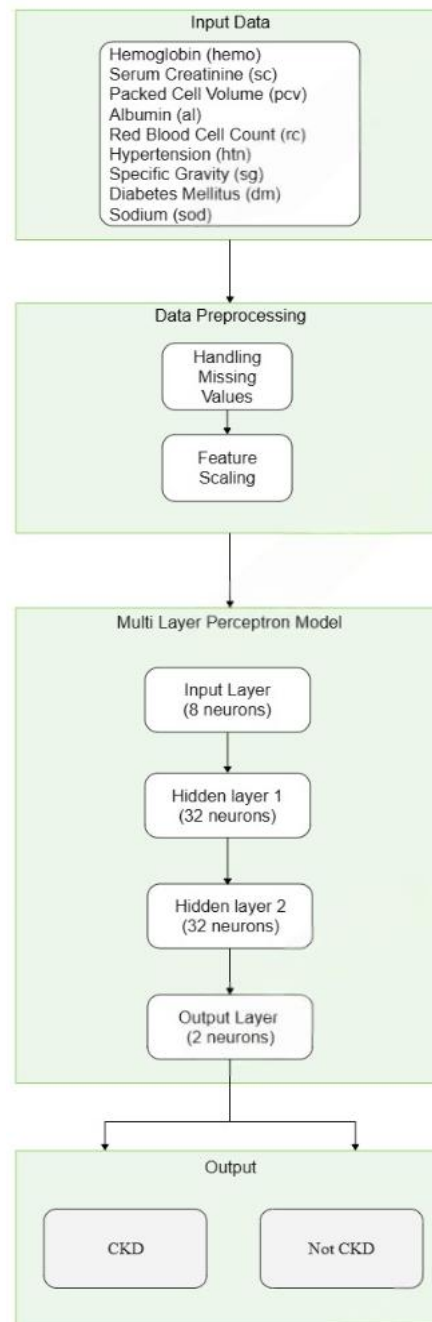 Input Data
Hemoglobin (hemo)
Serum Creatinine (sc)
Packed Cell Volume (pcv)
Albumin (al)
Red Blood Cell Count (rc)
Hypertension (htn)
Specific Gravity (sg)
Diabetes Mellitus (dm)
Sodium (sod)
Data Preprocessing
Handling
Missing
Values
Feature
Scaling
Multi Layer Perceptron Model
Input Layer
(8 neurons)
Hidden layer 1
(32 neurons)
Hidden layer 2
(32 neurons)
Output Layer
(2 neurons)
Output
CKD
Not CKD